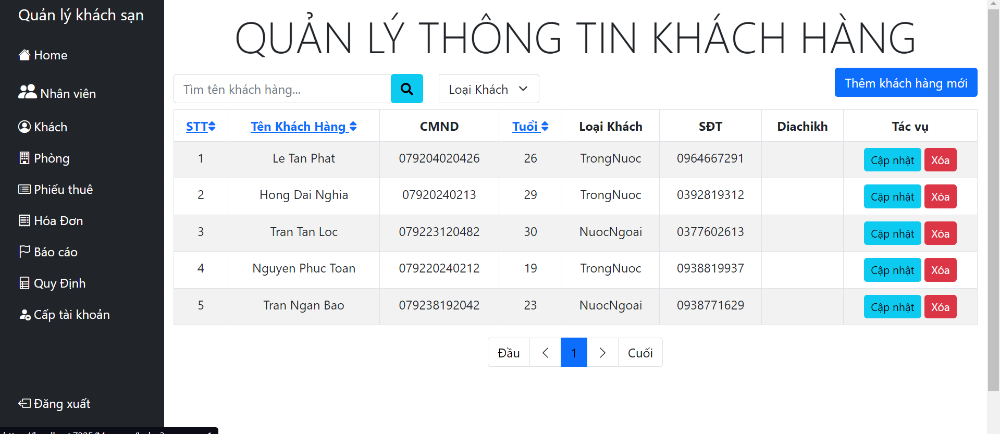 Quản lý khách sạn
Home
Nhân viên
Khách
Phòng
Phiếu thuê
Hóa Đơn
Báo cáo
Quy Định
Cấp tài khoản
Đăng xuất
QUẢN LÝ THÔNG TIN KHÁCH HÀNG
Tìm tên khách hàng... Loại Khách Thêm khách hàng mới
STT Tên Khách Hàng CMND Tuổi Loại Khách SĐT Diachikh Tác vụ
1 Le Tan Phat 079204020426 26 TrongNuoc 0964667291 Cập nhật Xóa
2 Hong Dai Nghia 07920240213 29 TrongNuoc 0392819312 Cập nhật Xóa
3 Tran Tan Loc 079223120482 30 NuocNgoai 0377602613 Cập nhật Xóa
4 Nguyen Phuc Toan 079220240212 19 TrongNuoc 0938819937 Cập nhật Xóa
5 Tran Ngan Bao 079238192042 23 NuocNgoai 0938771629 Cập nhật Xóa
Đầu 1 Cuối